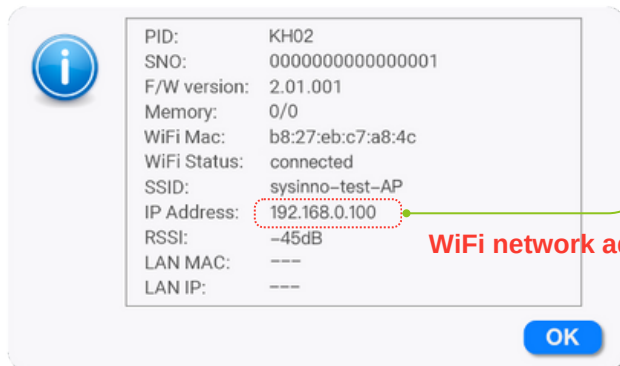 PID: KH02
SNO: 0000000000000001
F/W version: 2.01.001
Memory: 0/0
WiFi Mac: b8:27:eb:c7:a8:4c
WiFi Status: connected
SSID: sysinno-test-AP
IP Address: 192.168.0.100
RSSI: -45dB
WiFi network
LAN MAC: ---
LAN IP: ---
OK